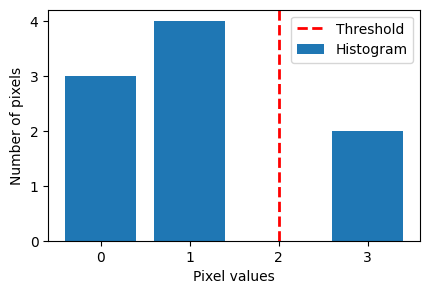 Threshold
Histogram
Number of pixels
4
3
2
1
0
0 1 2 3
Pixel values